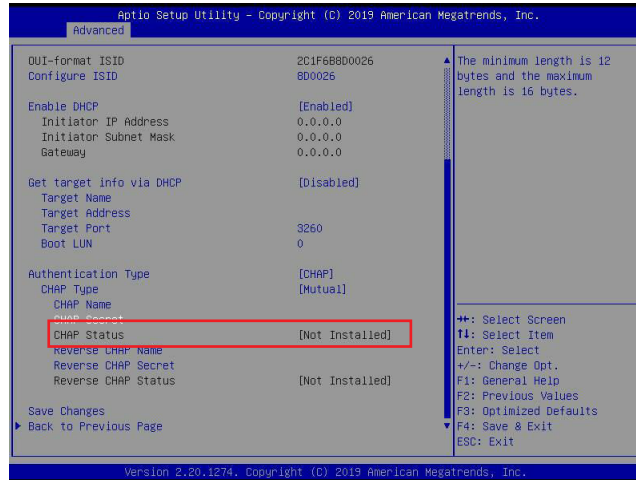 Aptio Setup Utility – Copyright (C) 2019 American Megatrends, Inc.
Advanced
OUI-format ISID 2C1F6B8D0026
Configure ISID 8D0026
Enable DHCP [Enabled]
Initiator IP Address 0.0.0.0
Initiator Subnet Mask 0.0.0.0
Gateway 0.0.0.0
Get target info via DHCP [Disabled]
Target Name
Target Address
Target Port 3260
Boot LUN 0
Authentication Type [CHAP]
CHAP Type [Mutual]
CHAP Name
CHAP Secret
CHAP Status [Not Installed]
Reverse CHAP Name
Reverse CHAP Secret
Reverse CHAP Status [Not Installed]
Save Changes
Back to Previous Page
The minimum length is 12
bytes and the maximum
length is 16 bytes.
→←: Select Screen
↑↓: Select Item
Enter: Select
+/-: Change Opt.
F1: General Help
F2: Previous Values
F3: Optimized Defaults
F4: Save & Exit
ESC: Exit
Version 2.20.1274. Copyright (C) 2019 American Megatrends, Inc.